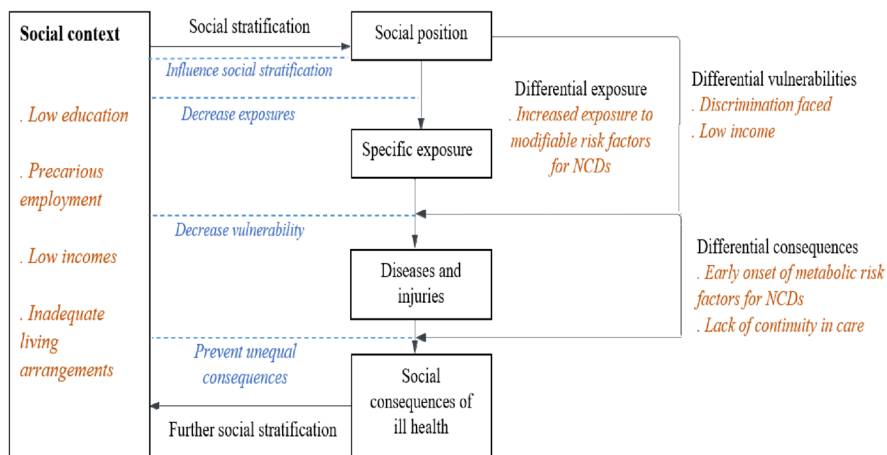 Social context
. Low education
. Precarious
employment
. Low incomes
. Inadequate
living
arrangements
Social stratification
Influence social stratification
Decrease exposures
Decrease vulnerability
Prevent unequal
consequences
Further social stratification
Social position
Specific exposure
Diseases and
injuries
Social
consequences of
ill health
Differential exposure
. Increased exposure to
modifiable risk factors
for NCDs
Differential vulnerabilities
. Discrimination faced
. Low income
Differential consequences
. Early onset of metabolic risk
factors for NCDs
. Lack of continuity in care